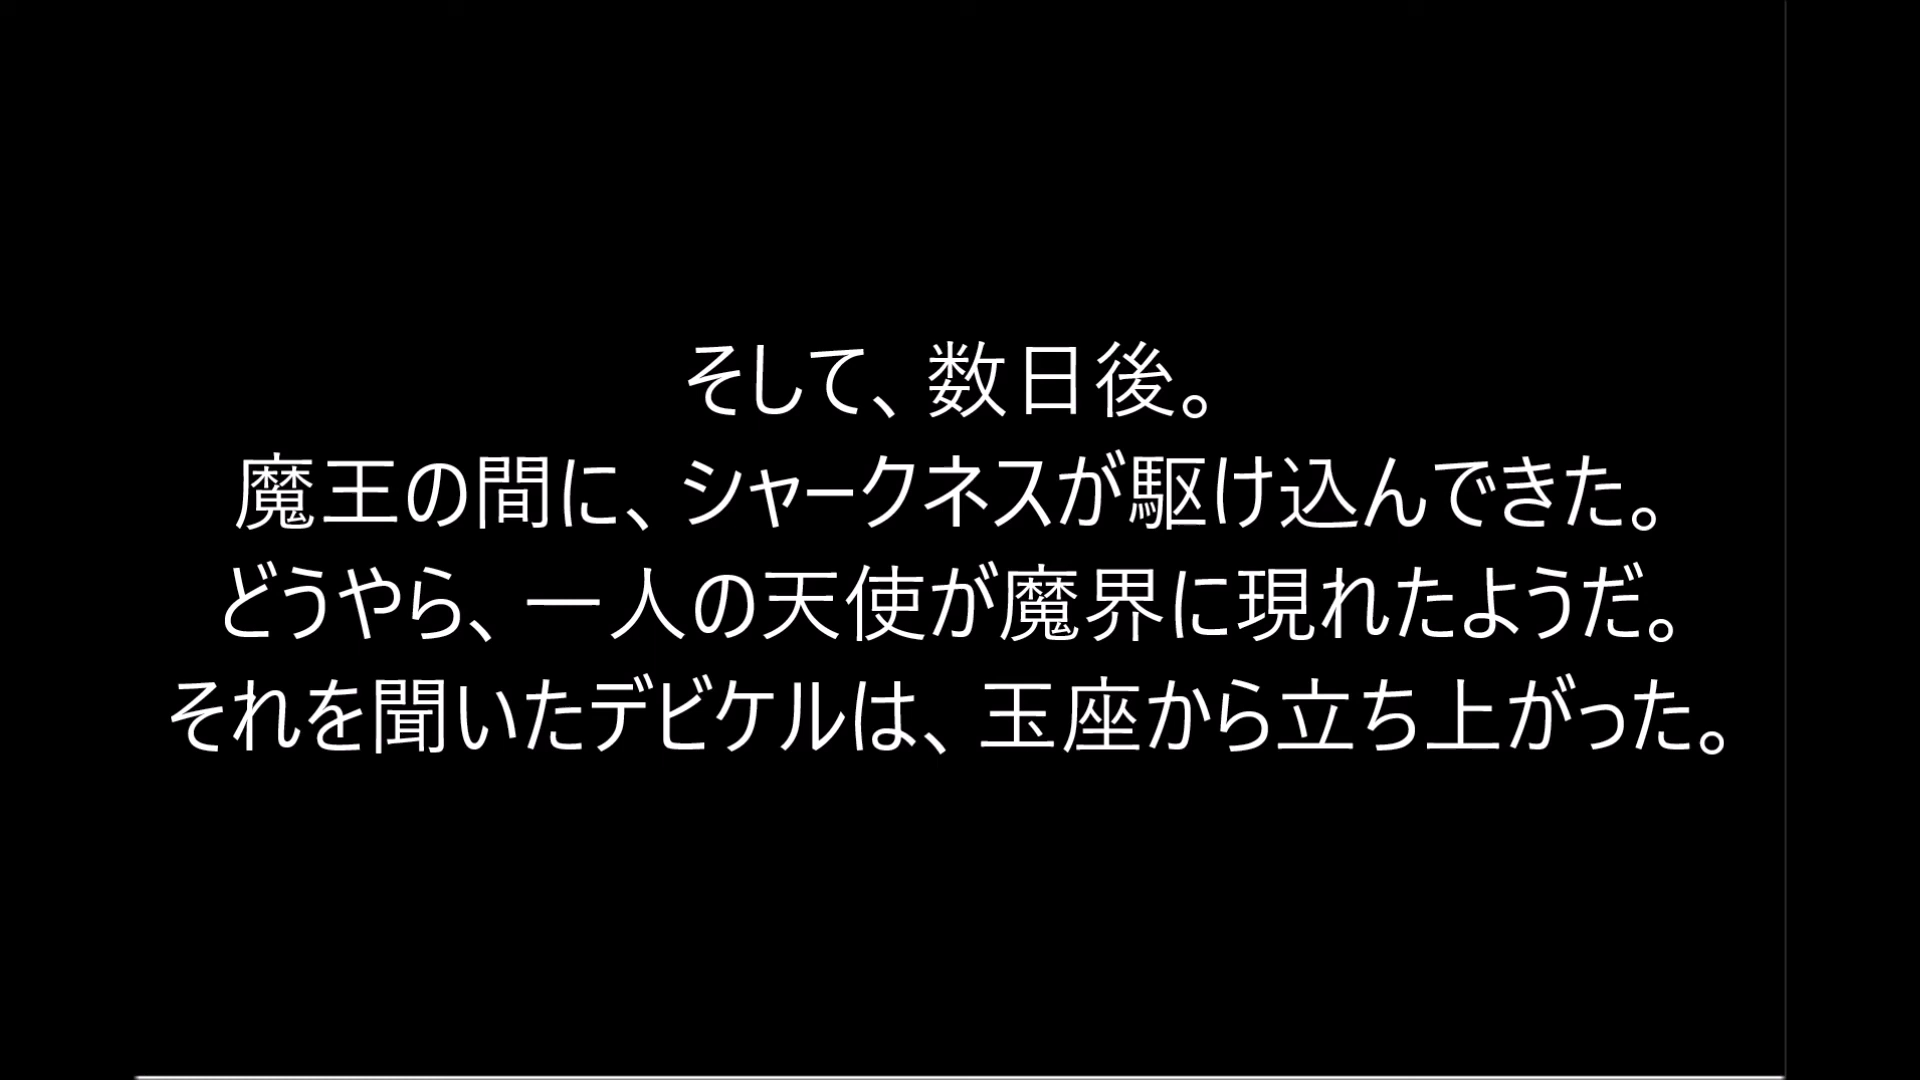 そして、数日後。
魔王の間に、シャークネスが駆け込んできた。
どうやら、一人の天使が魔界に現れたようだ。
それを聞いたデビケルは、玉座から立ち上がった。